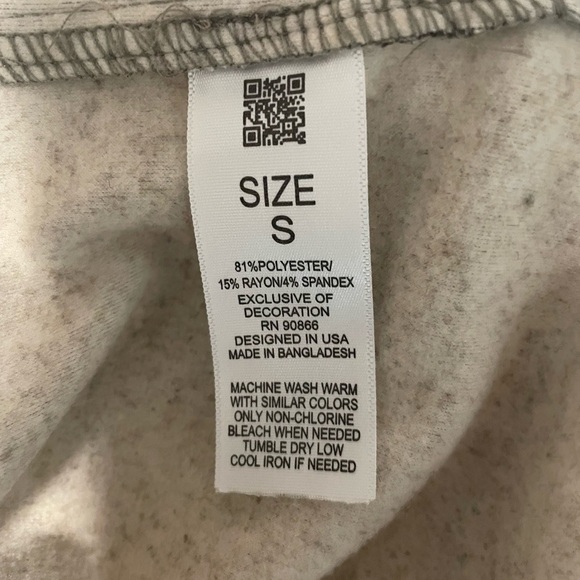 SIZE
S
81%POLYESTER/
15% RAYON/4% SPANDEX
EXCLUSIVE OF
DECORATION
RN 90866
DESIGNED IN USA
MADE IN BANGLADESH
MACHINE WASH WARM
WITH SIMILAR COLORS
ONLY NON-CHLORINE
BLEACH WHEN NEEDED
TUMBLE DRY LOW
COOL IRON IF NEEDED